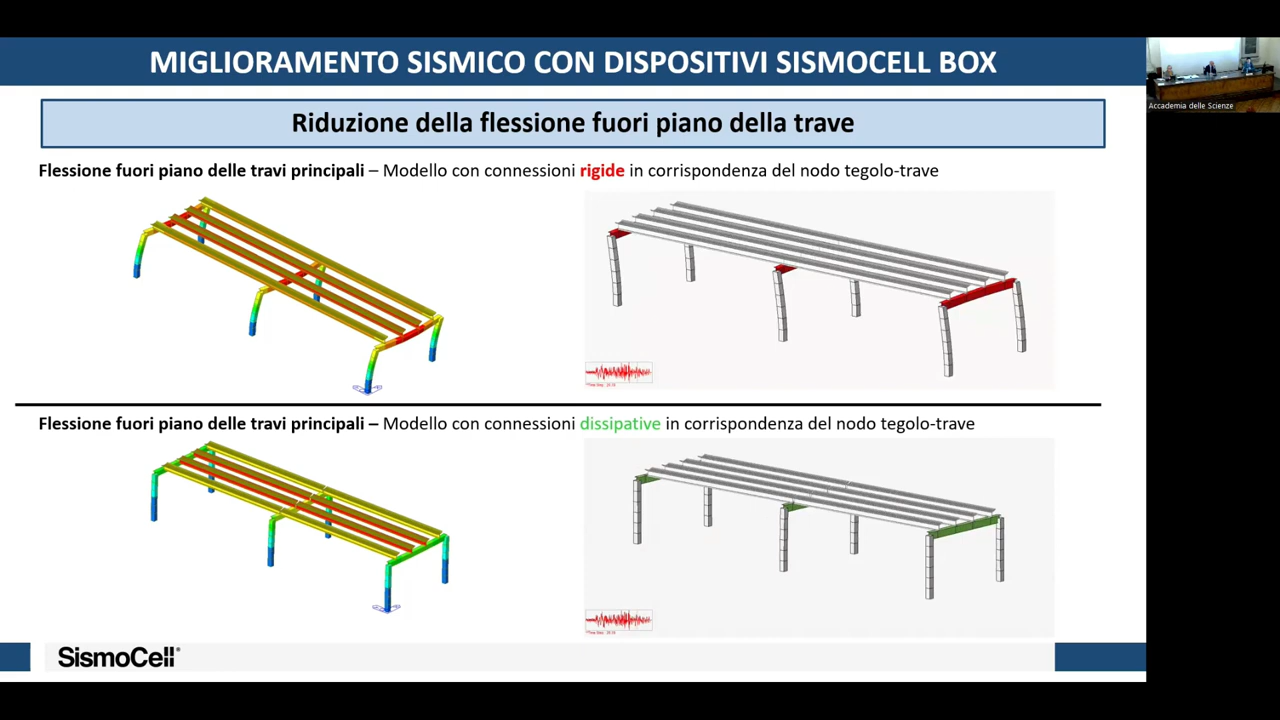 MIGLIORAMENTO SISMICO CON DISPOSITIVI SISMOCELL BOX
Accademia delle Scienze
Riduzione della flessione fuori piano della trave
Flessione fuori piano delle travi principali – Modello con connessioni rigide in corrispondenza del nodo tegolo-trave
Flessione fuori piano delle travi principali – Modello con connessioni dissipative in corrispondenza del nodo tegolo-trave
SismoCell®